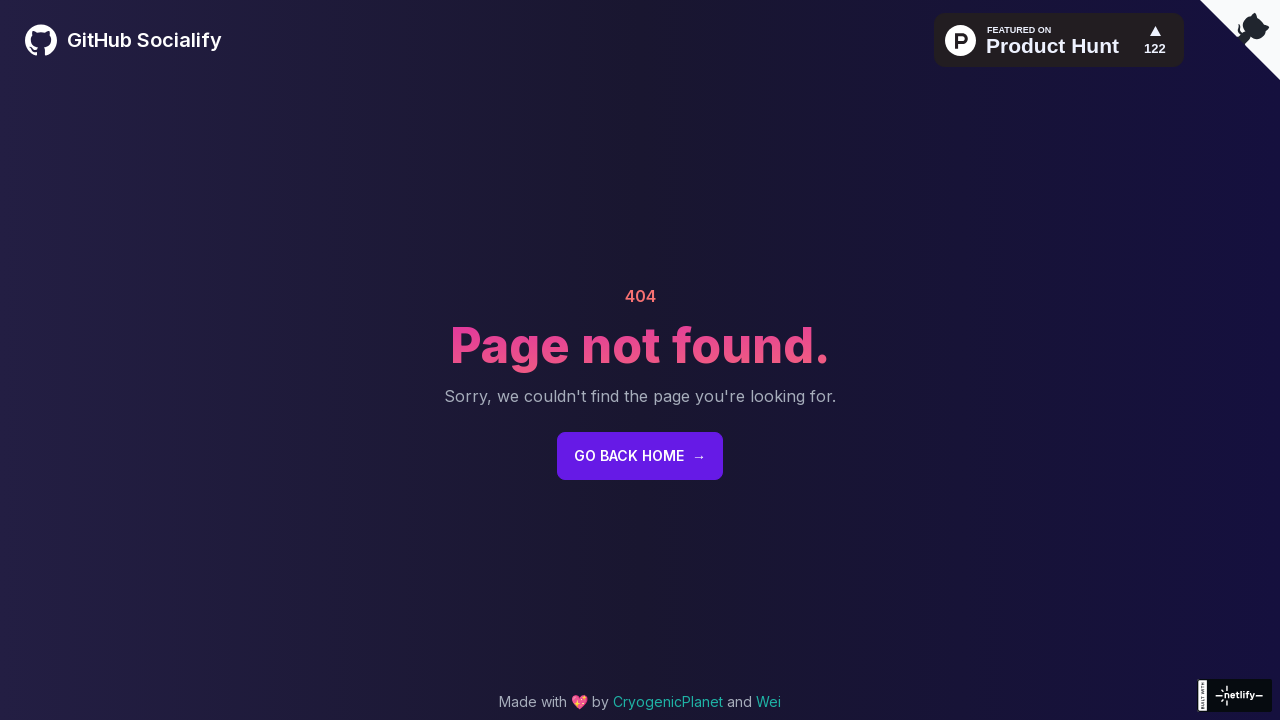 GitHub Socialify
FEATURED ON
Product Hunt
122
404
Page not found.
Sorry, we couldn't find the page you're looking for.
GO BACK HOME →
Made with 💖 by CryogenicPlanet and Wei
BUILT WITH
netlify